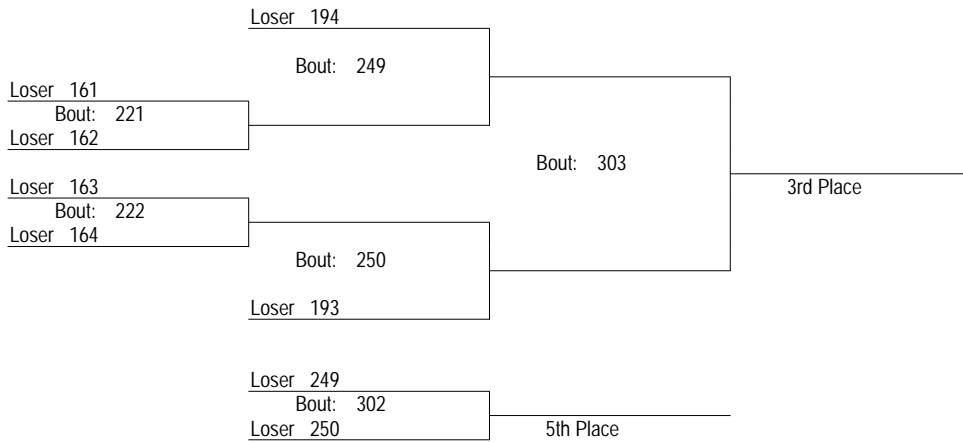 Loser 194
Bout: 249
Loser 161
Bout: 221
Loser 162
Bout: 303
Loser 163
3rd Place
Bout: 222
Loser 164
Bout: 250
Loser 193
Loser 249
Bout: 302
Loser 250
5th Place